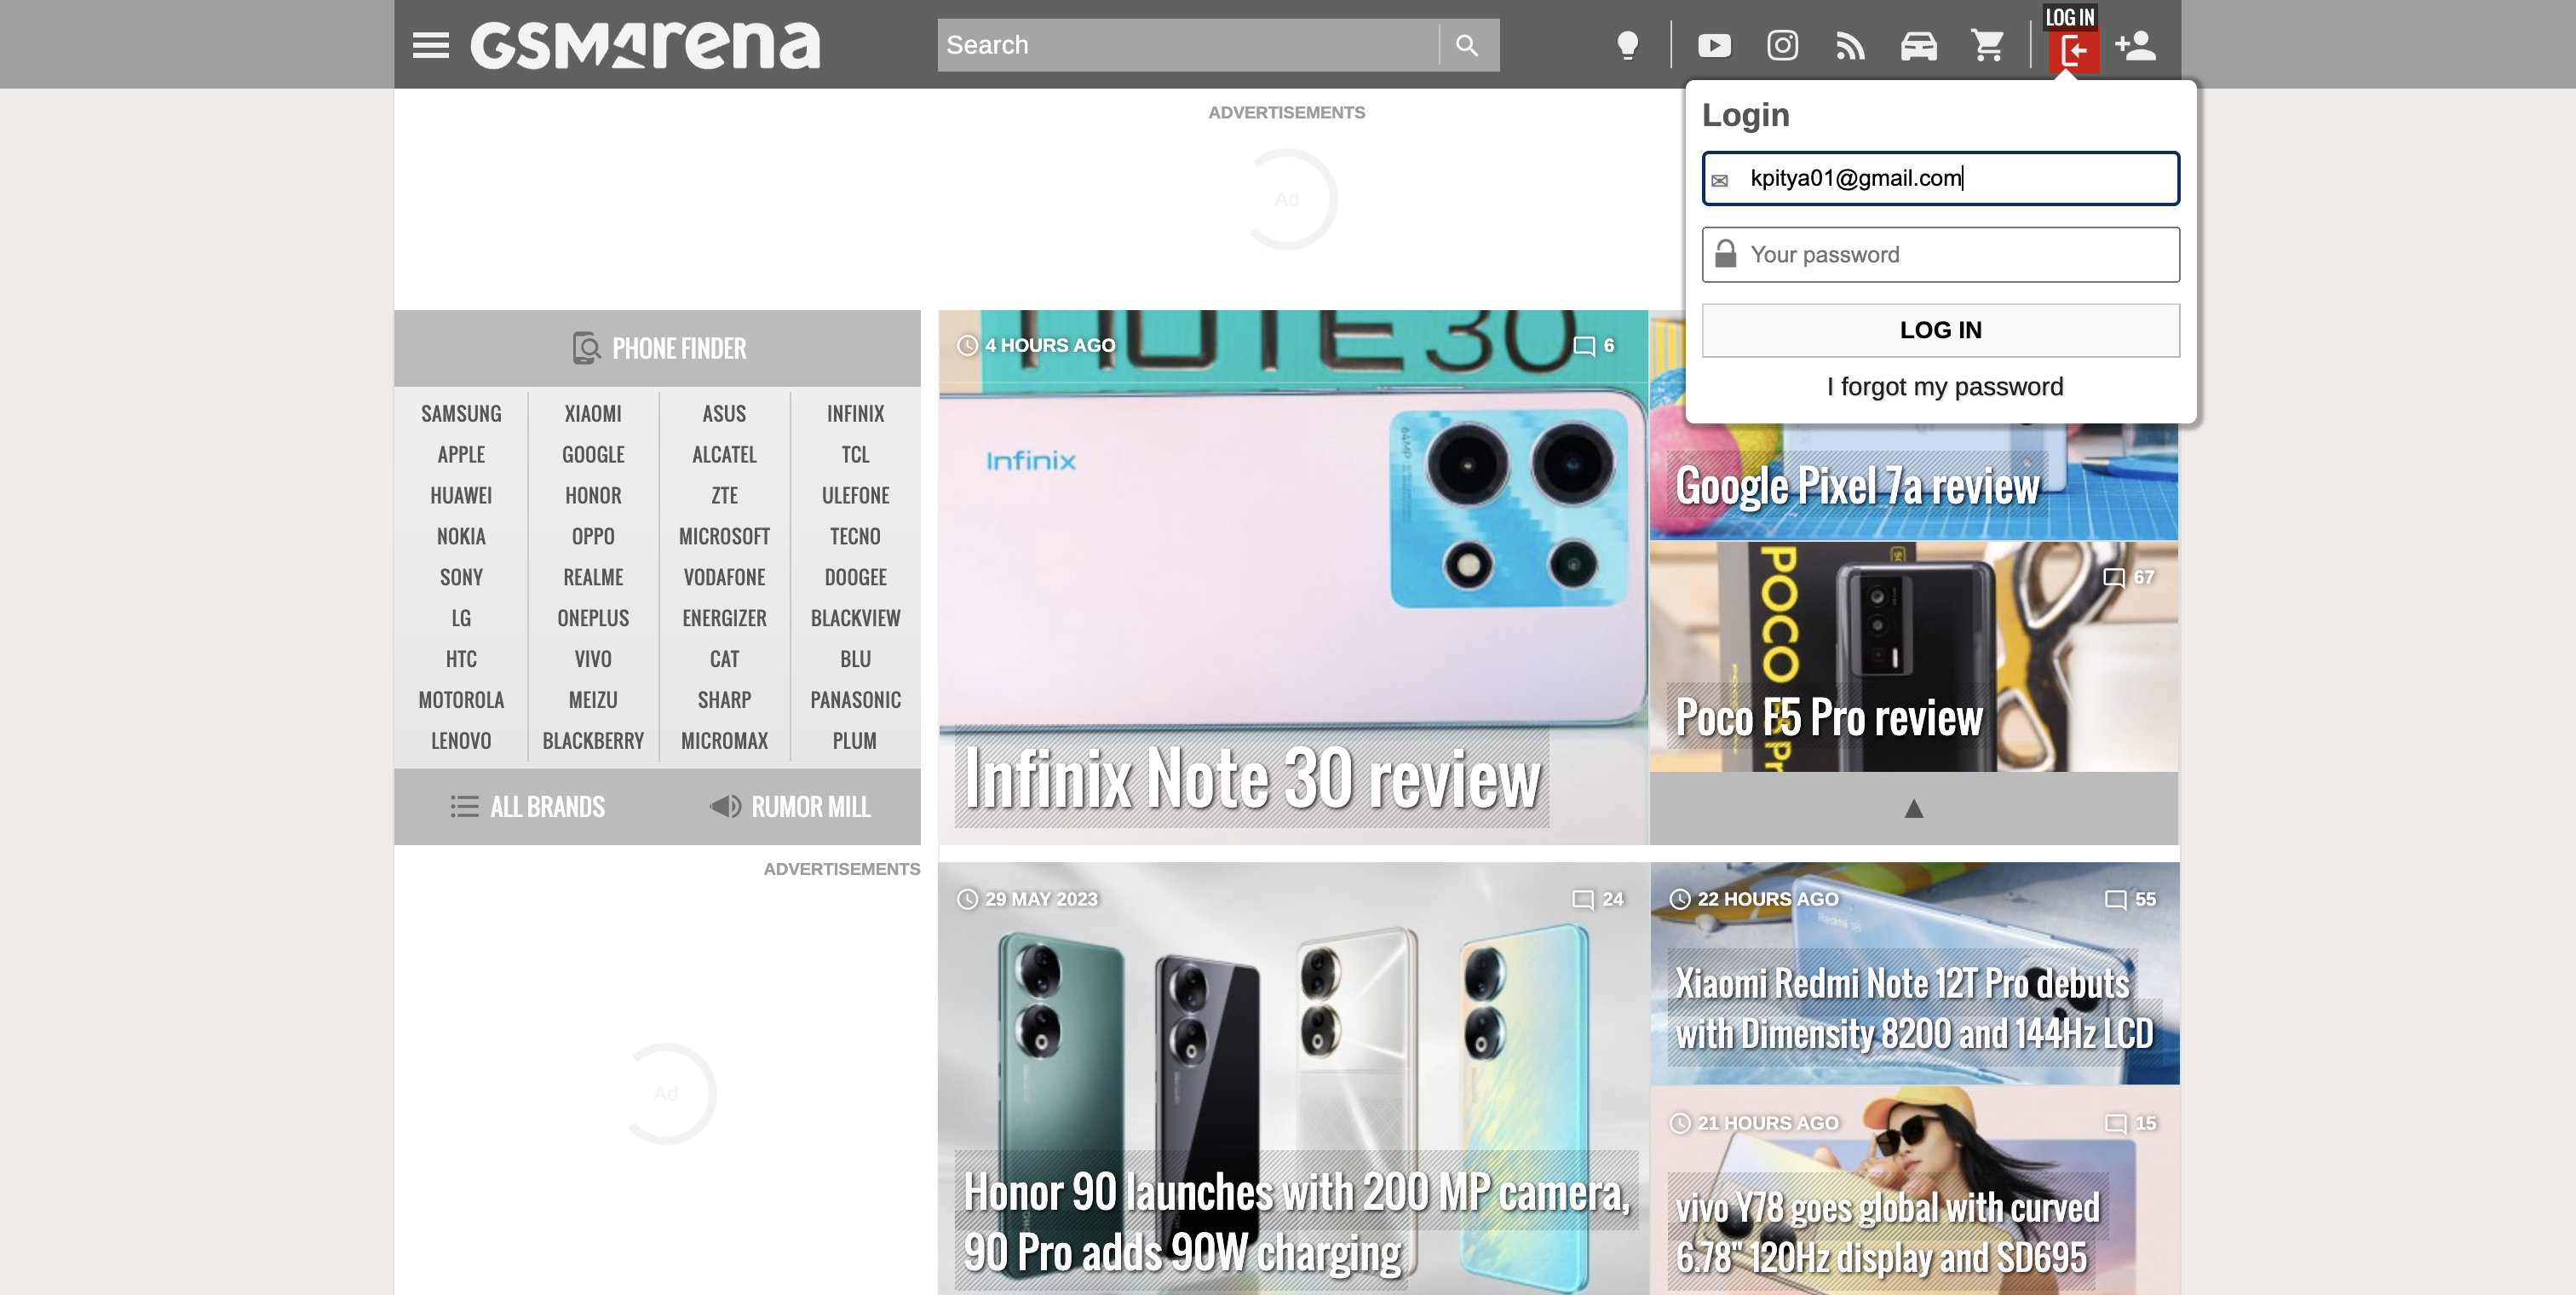 GSMArena
Search
LOG IN
Login
kpitya01@gmail.com
Your password
LOG IN
I forgot my password
ADVERTISEMENTS
Ad
PHONE FINDER
SAMSUNG XIAOMI ASUS INFINIX
APPLE GOOGLE ALCATEL TCL
HUAWEI HONOR ZTE ULEFONE
NOKIA OPPO MICROSOFT TECNO
SONY REALME VODAFONE DOOGEE
LG ONEPLUS ENERGIZER BLACKVIEW
HTC VIVO CAT BLU
MOTOROLA MEIZU SHARP PANASONIC
LENOVO BLACKBERRY MICROMAX PLUM
ALL BRANDS RUMOR MILL
ADVERTISEMENTS
Ad
NOTE 30
4 HOURS AGO 6
Infinix
64MP
Infinix Note 30 review
Google Pixel 7a review
67
POCO
Poco F5 Pro review
29 MAY 2023 24
Honor 90 launches with 200 MP camera,
90 Pro adds 90W charging
22 HOURS AGO 55
Xiaomi Redmi Note 12T Pro debuts
with Dimensity 8200 and 144Hz LCD
21 HOURS AGO 15
vivo Y78 goes global with curved
6.78" 120Hz display and SD695